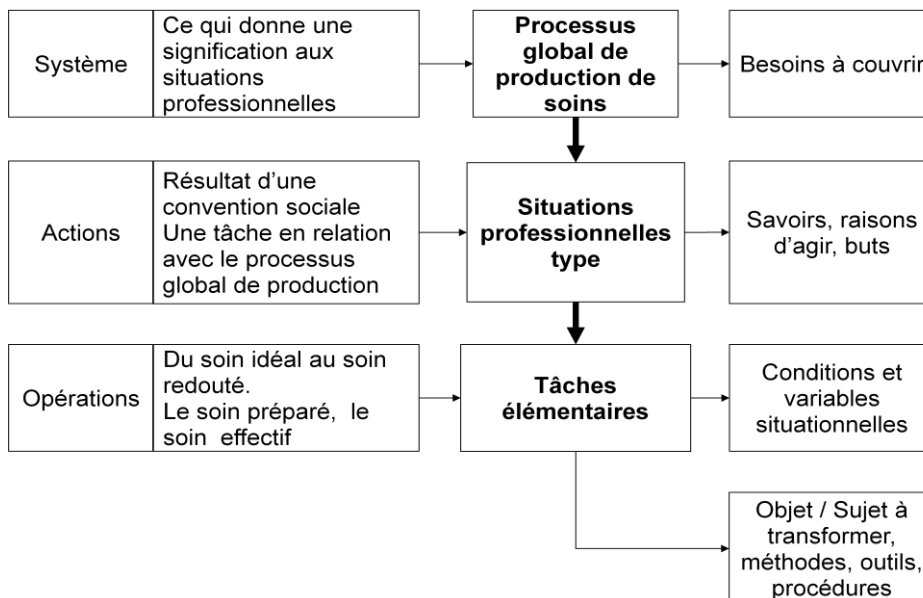 Système
Ce qui donne une
signification aux
situations
professionnelles
Processus
global de
production de
soins
Besoins à couvrir
Actions
Résultat d'une
convention sociale
Une tâche en relation
avec le processus
global de production
Situations
professionnelles
type
Savoirs, raisons
d'agir, buts
Opérations
Du soin idéal au soin
redouté.
Le soin préparé, le
soin effectif
Tâches
élémentaires
Conditions et
variables
situationnelles
Objet / Sujet à
transformer,
méthodes, outils,
procédures